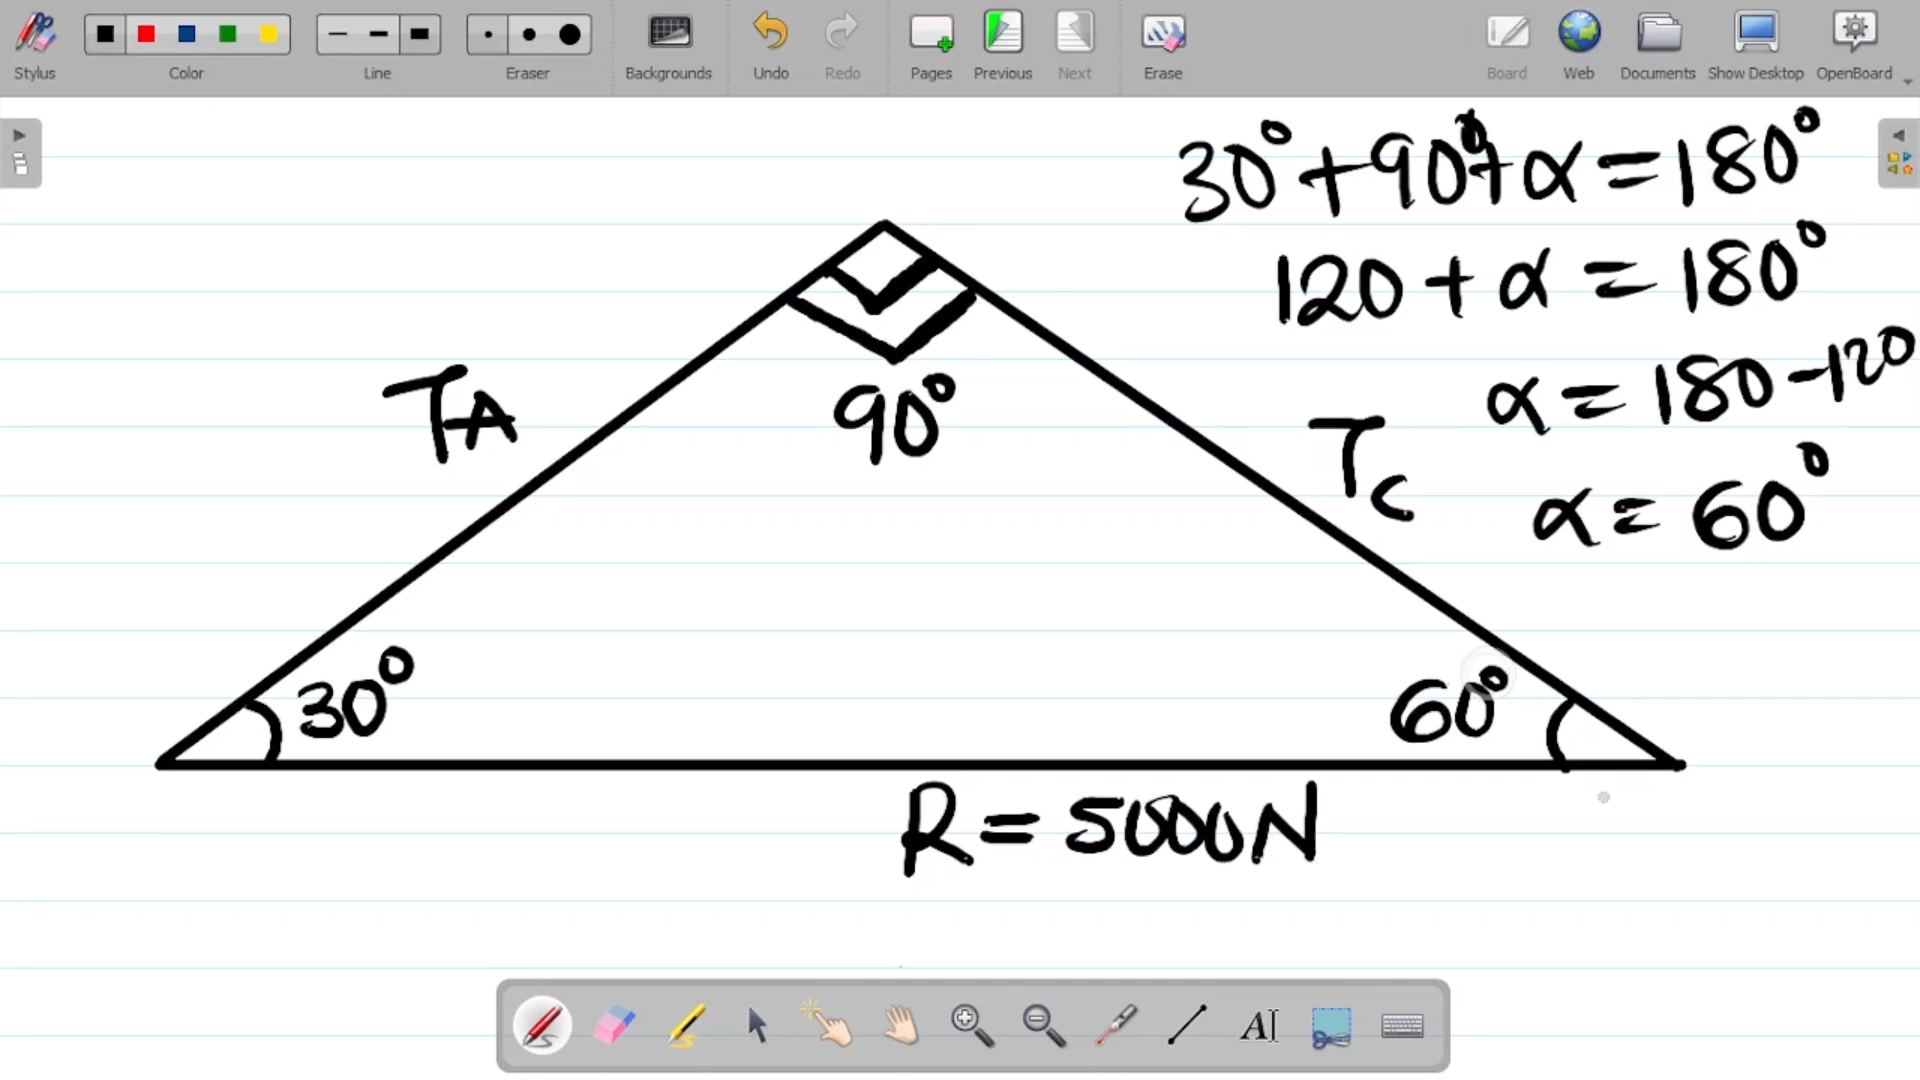 Stylus Color Line Eraser Backgrounds Undo Redo Pages Previous Next Erase Board Web Documents Show Desktop OpenBoard
30°+90°+α=180°
120+α=180°
α=180-120
α=60°
TA
90°
Tc
30°
60°
R=5000N
AI